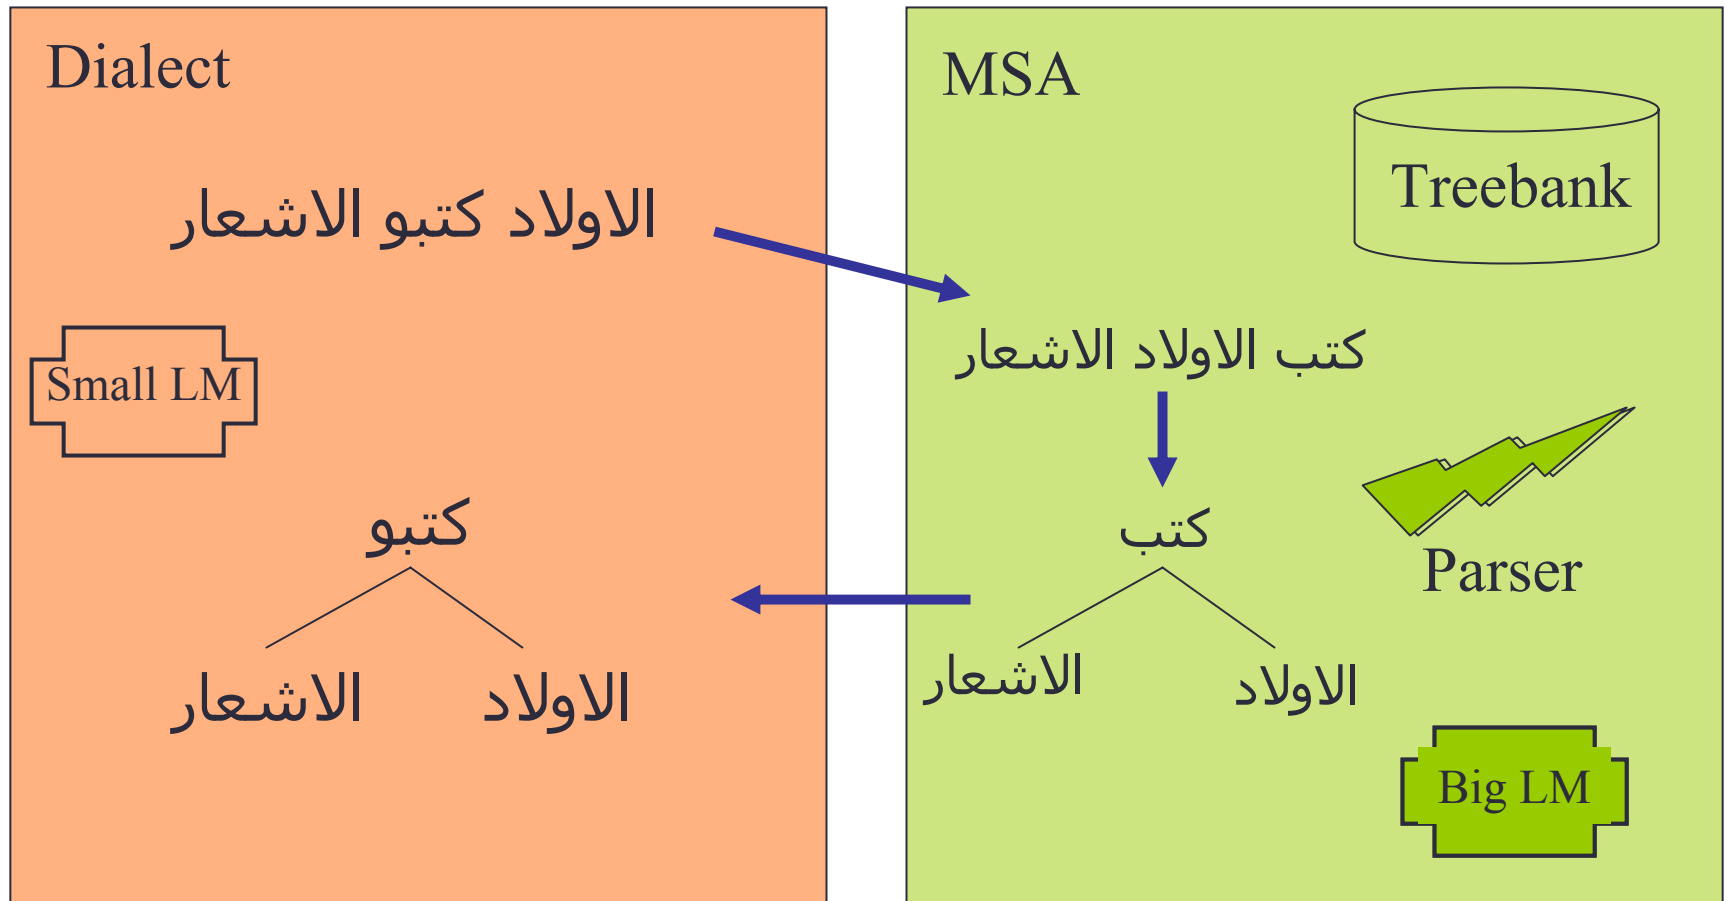 Dialect
الاولاد كتبو الاشعار
Small LM
كتبو
الاولاد الاشعار
MSA
Treebank
كتب الاولاد الاشعار
كتب
Parser
الاولاد الاشعار
Big LM